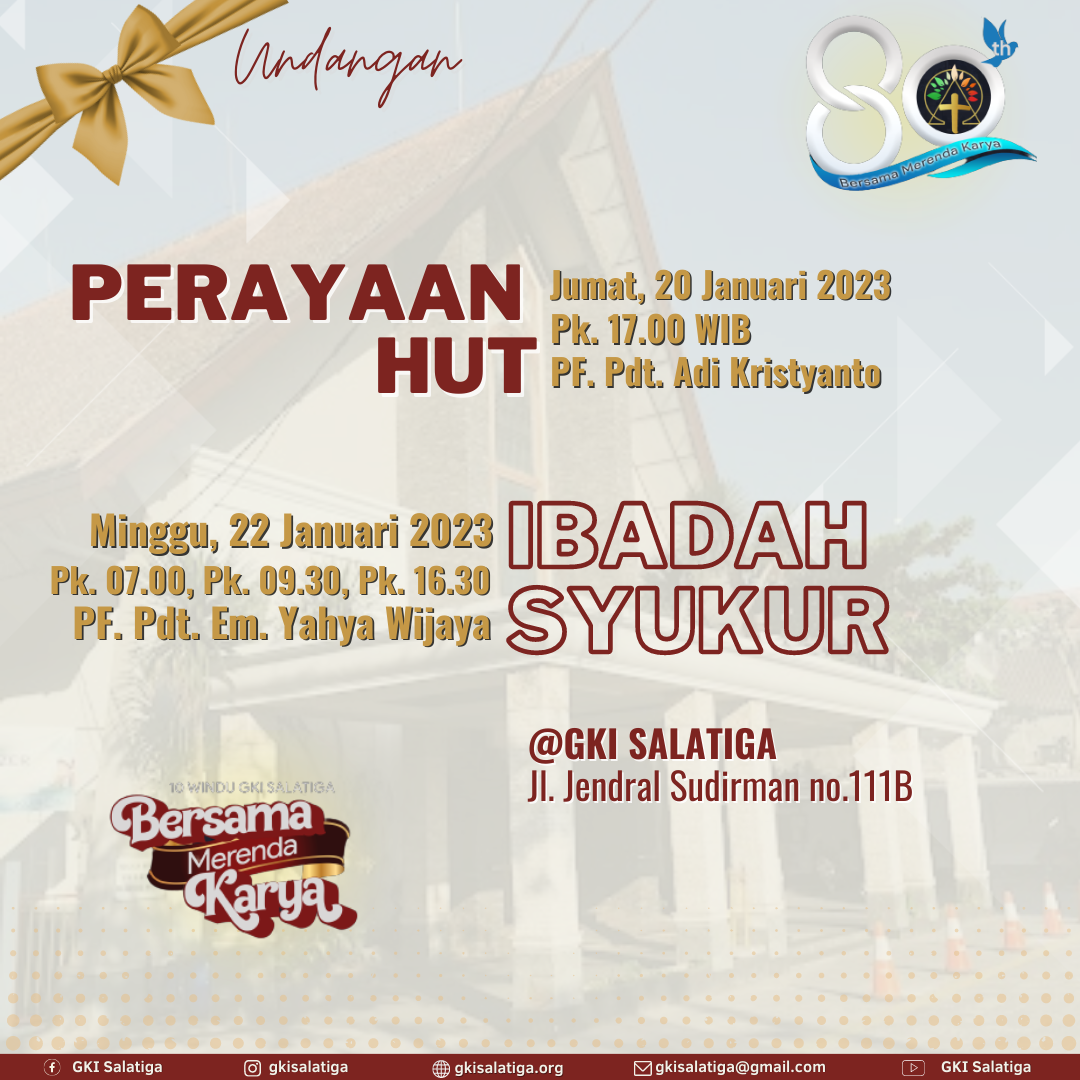 Undangan
80
th
Bersama Merenda Karya
PERAYAAN
HUT
Jumat, 20 Januari 2023
Pk. 17.00 WIB
PF. Pdt. Adi Kristyanto
Minggu, 22 Januari 2023
Pk. 07.00, Pk. 09.30, Pk. 16.30
PF. Pdt. Em. Yahya Wijaya
IBADAH
SYUKUR
@GKI SALATIGA
Jl. Jendral Sudirman no.111B
10 WINDU GKI SALATIGA
Bersama
Merenda
Karya
GKI Salatiga
gkisalatiga
gkisalatiga.org
gkisalatiga@gmail.com
GKI Salatiga